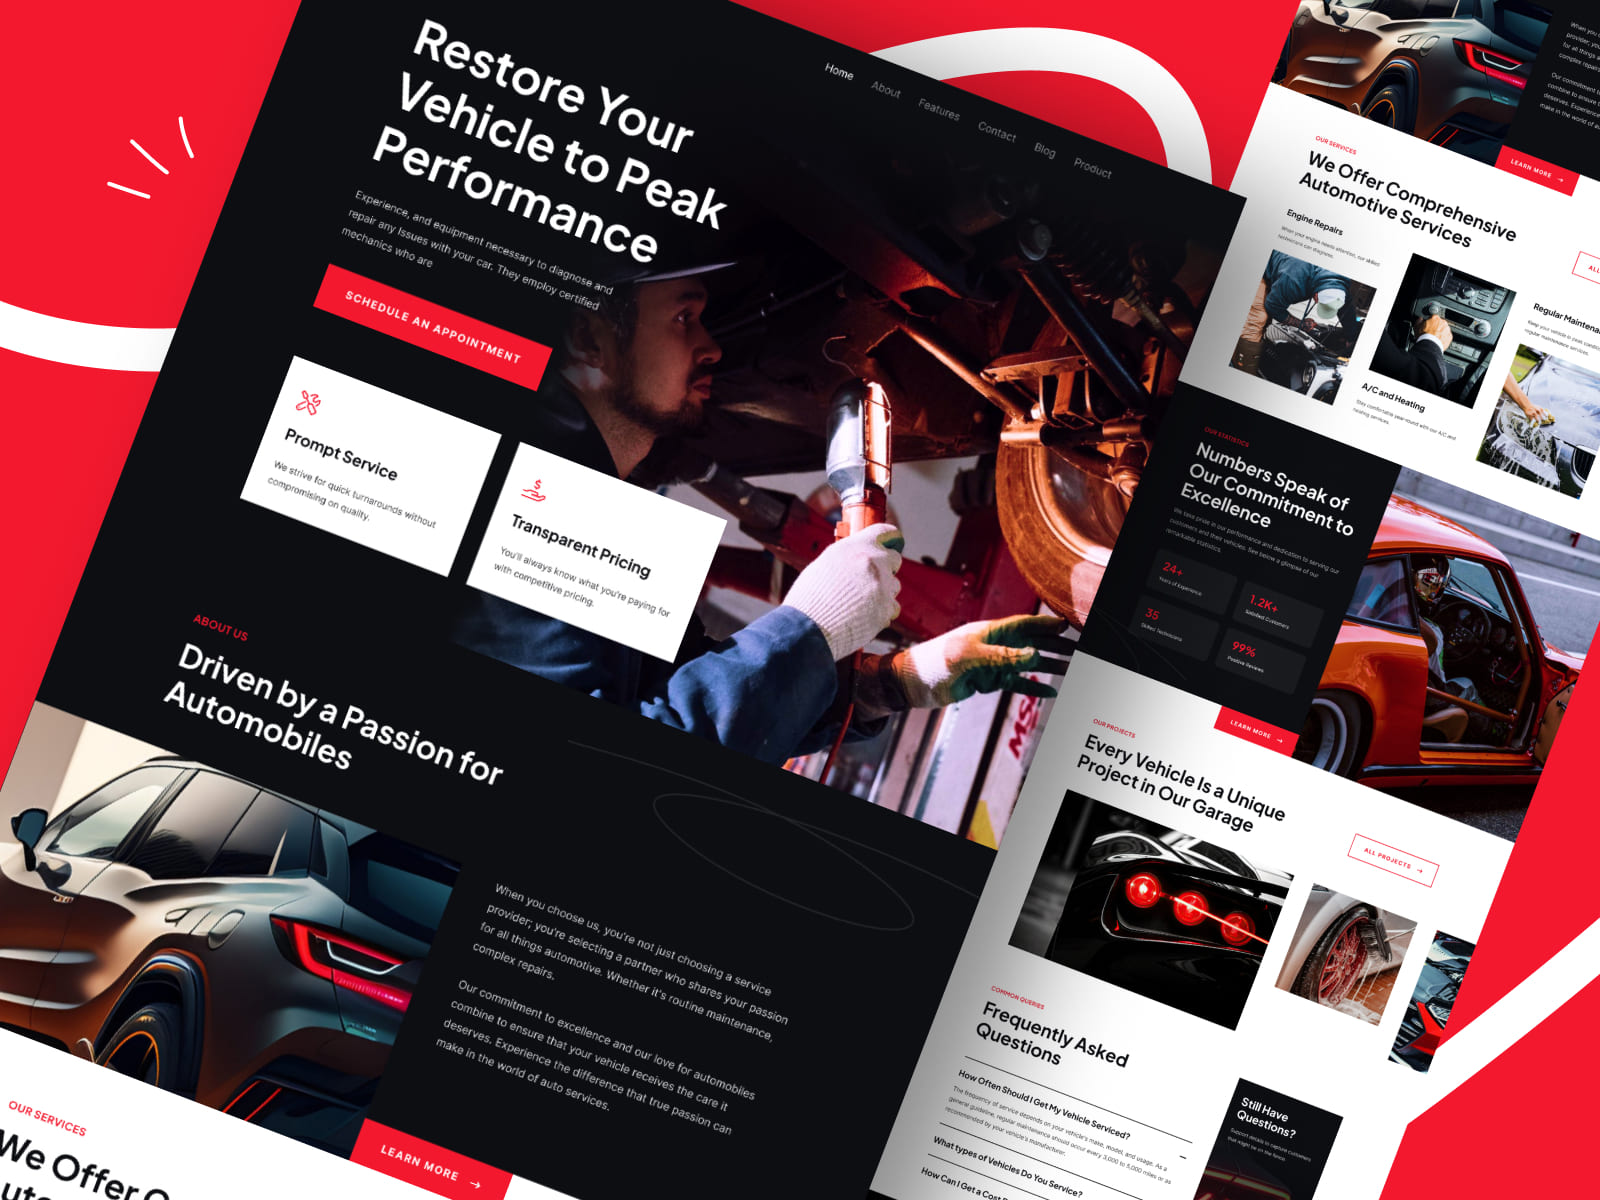 Restore Your
Vehicle to Peak
Performance
Experience, and equipment necessary to diagnose and
repair any Issues with your car. They employ certified
mechanics who are
SCHEDULE AN APPOINTMENT
Home
About
Features
Contact
Blog
Product
Prompt Service
We strive for quick turnarounds without
compromising on quality.
Transparent Pricing
You'll always know what you're paying for
with competitive pricing.
ABOUT US
Driven by a Passion for
Automobiles
When you choose us, you're not just choosing a service
provider; you're selecting a partner who shares your passion
for all things automotive. Whether it's routine maintenance,
complex repairs.
Our commitment to excellence and our love for automobiles
combine to ensure that your vehicle receives the care it
deserves. Experience the difference that true passion can
make in the world of auto services.
LEARN MORE →
OUR SERVICES
We Offer
When you
provider; you
for all things
complex repairs
Our commitment
combine to ensure
deserves. Experience
make in the world of
LEARN MORE →
OUR SERVICES
We Offer Comprehensive
Automotive Services
ALL
Engine Repairs
When your engine needs attention, our skilled
technicians can diagnose.
A/C and Heating
Stay comfortable year-round with our A/C and
heating services.
Regular Maintena
Keep your vehicle in peak condit
regular maintenance services.
OUR STATISTICS
Numbers Speak of
Our Commitment to
Excellence
We take pride in our performance and dedication to serving our
customers and their vehicles. See below a glimpse of our
remarkable statistics.
24+
Years of Experience
1.2K+
Satisfied Customers
35
Skilled Technicians
99%
Positive Reviews
LEARN MORE →
OUR PROJECTS
Every Vehicle Is a Unique
Project in Our Garage
ALL PROJECTS →
COMMON QUERIES
Frequently Asked
Questions
How Often Should I Get My Vehicle Serviced?
The frequency of service depends on your vehicle's make, model, and usage. As a
general guideline, regular maintenance should occur every 3,000 to 5,000 miles or as
recommended by your vehicle's manufacturer.
What types of Vehicles Do You Service?
How Can I Get a Cost
Still Have
Questions?
Support details to capture customers
that might be on the fence.